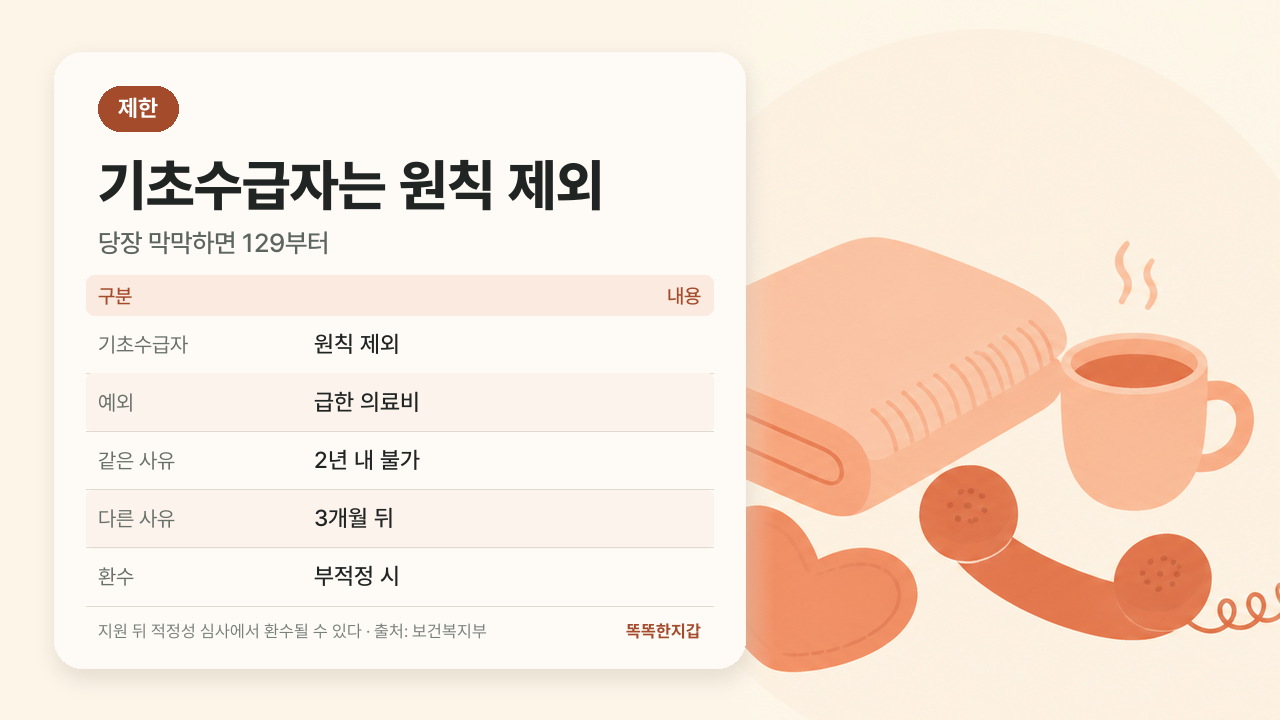 제한
기초수급자는 원칙 제외
당장 막막하면 129부터
구분 내용
기초수급자 원칙 제외
예외 급한 의료비
같은 사유 2년 내 불가
다른 사유 3개월 뒤
환수 부적정 시
지원 뒤 적정성 심사에서 환수될 수 있다 · 출처: 보건복지부 똑똑한지갑